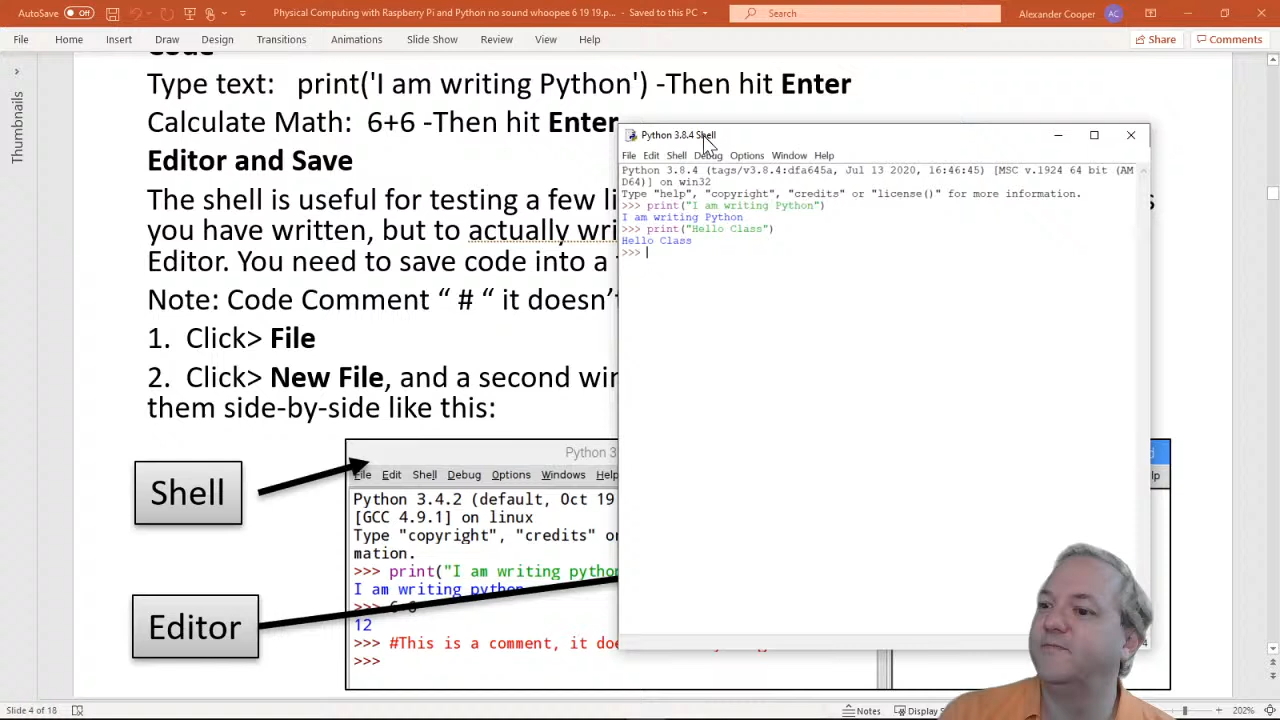 AutoSave Off Physical Computing with Raspberry Pi and Python no sound whoopee 6 19 19.p... - Saved to this PC Search Alexander Cooper AC
File Home Insert Draw Design Transitions Animations Slide Show Review View Help Share Comments
Thumbnails
Code
Type text: print('I am writing Python') -Then hit Enter
Calculate Math: 6+6 -Then hit Enter
Editor and Save
The shell is useful for testing a few li
you have written, but to actually wri
Editor. You need to save code into a
Note: Code Comment “ # “ it doesn’t
1. Click> File
2. Click> New File, and a second win
them side-by-side like this:
Python 3.8.4 Shell
File Edit Shell Debug Options Window Help
Python 3.8.4 (tags/v3.8.4:dfa645a, Jul 13 2020, 16:46:45) [MSC v.1924 64 bit (AM
D64)] on win32
Type "help", "copyright", "credits" or "license()" for more information.
>>> print("I am writing Python")
I am writing Python
>>> print("Hello Class")
Hello Class
>>>
Shell
Editor
Python 3
File Edit Shell Debug Options Windows Help
Python 3.4.2 (default, Oct 19
[GCC 4.9.1] on linux
Type "copyright", "credits" or
mation.
>>> print("I am writing python
I am writing python
>>> 6+6
12
>>> #This is a comment, it doe
>>>
Slide 4 of 18 Notes Display S 202%